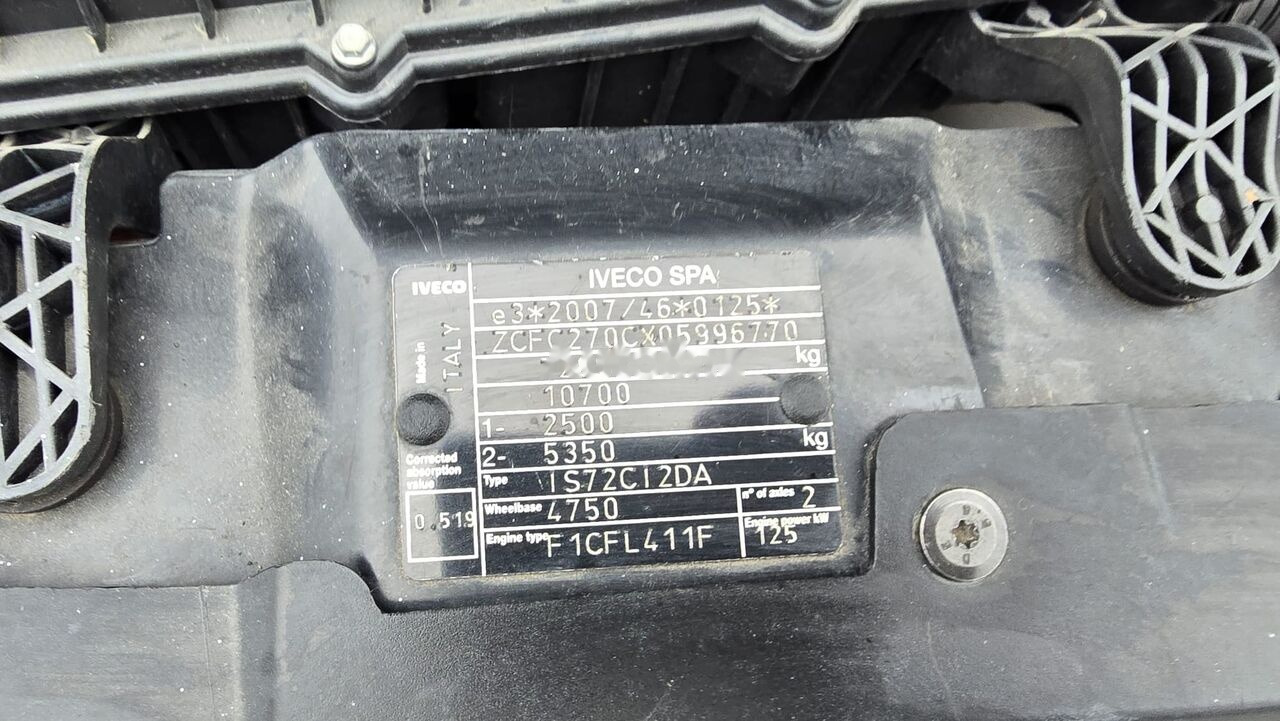 IVECO SPA
IVECO
Made in ITALY
e3*2007/46*0125*
ZCFC270CX05996770
kg
10700
1- 2500
2- 5350 kg
Type IS72CI2DA
Wheelbase 4750 n° of axles 2
Engine type F1CFL411F Engine power kW 125
Corrected absorption value
0.519